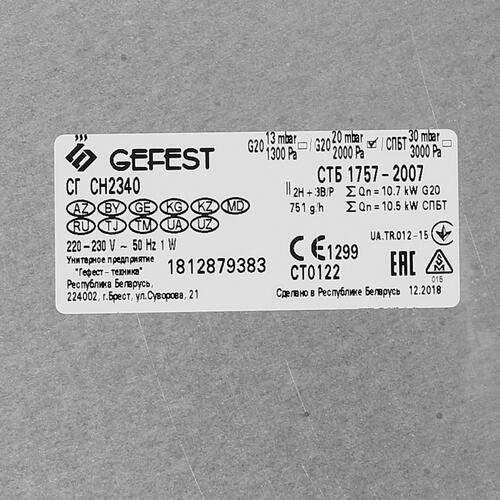 GEFEST
G20 13 mbar 1300 Pa / G20 20 mbar 2000 Pa / СПБТ 30 mbar 3000 Pa
СГ СН2340
СТБ 1757-2007
II 2H + 3B/P Σ Qn = 10.7 kW G20
751 g/h Σ Qn = 10.5 kW СПБТ
AZ BY GE KG KZ MD
RU TJ TM UA UZ
220-230 V ~ 50 Hz 1 W
Унитарное предприятие
"Гефест-техника"
Республика Беларусь,
224002, г.Брест, ул.Суворова, 21
1812879383
CE 1299
СТ0122
UA.TR.012-15
EAC
015
Сделано в Республике Беларусь 12.2018